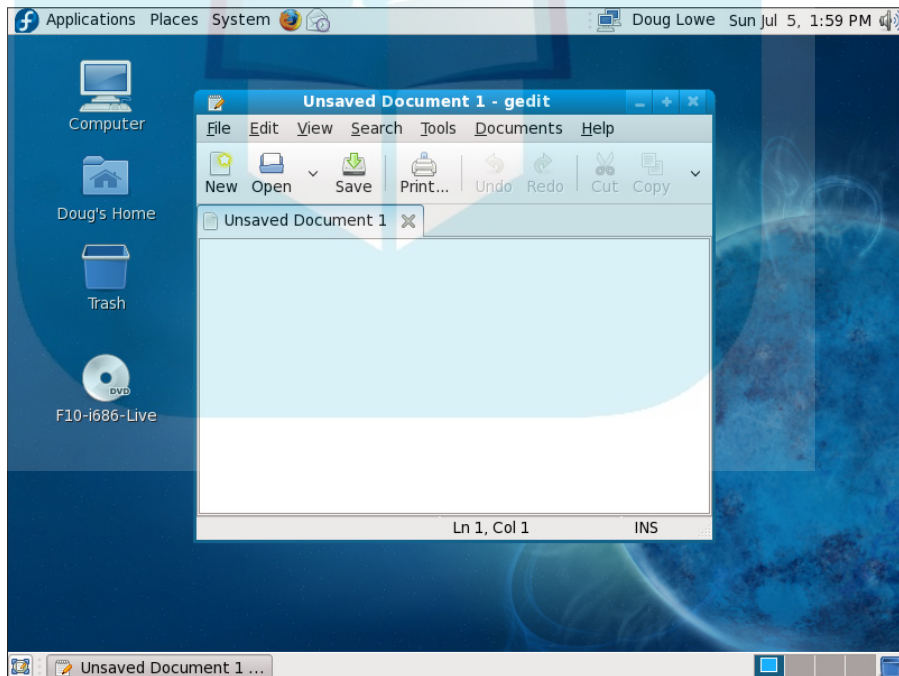 Applications Places System Doug Lowe Sun Jul 5, 1:59 PM
Computer
Doug's Home
Trash
DVD
F10-i686-Live
Unsaved Document 1 - gedit
File Edit View Search Tools Documents Help
New Open Save Print... Undo Redo Cut Copy
Unsaved Document 1
Ln 1, Col 1 INS
Unsaved Document 1 ...